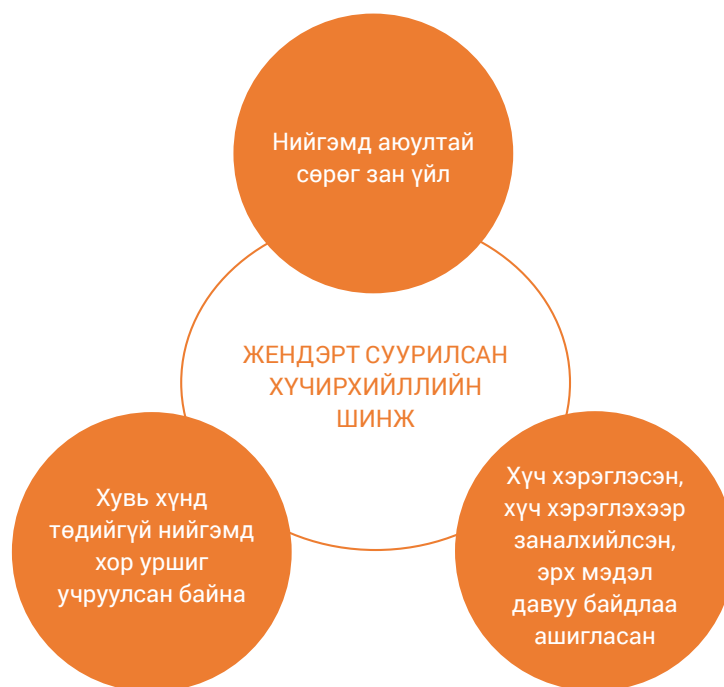 Нийгэмд аюултай
сөрөг зан үйл
ЖЕНДЭРТ СУУРИЛСАН
ХҮЧИРХИЙЛЛИЙН
ШИНЖ
Хувь хүнд
төдийгүй нийгэмд
хор уршиг
учруулсан байна
Хүч хэрэглэсэн,
хүч хэрэглэхээр
заналхийлсэн,
эрх мэдэл
давуу байдлаа
ашигласан